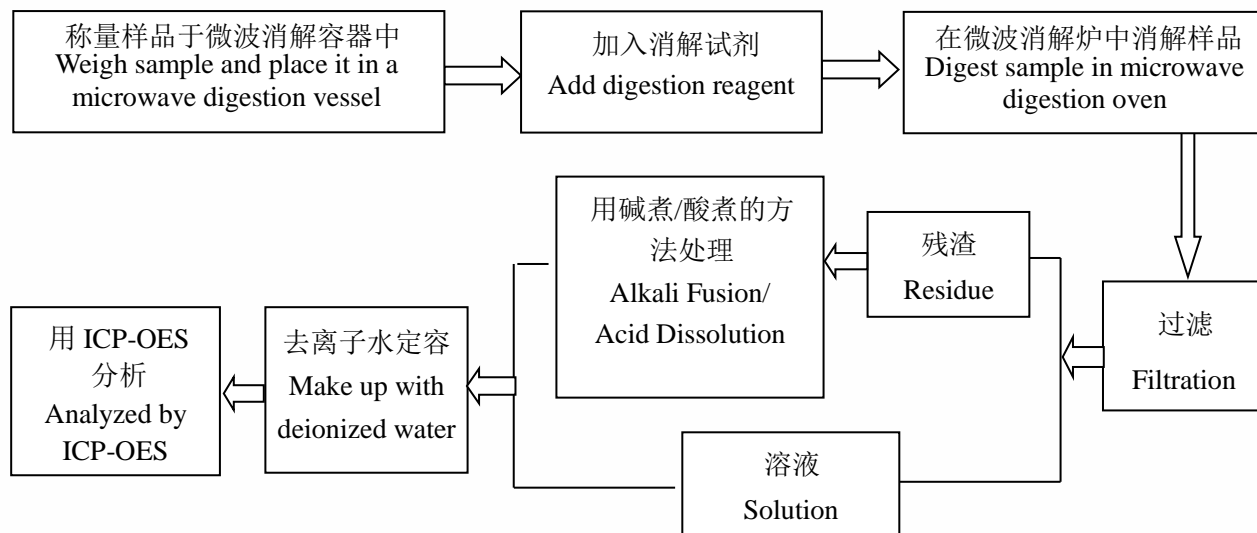 称量样品于微波消解容器中
Weigh sample and place it in a
microwave digestion vessel
加入消解试剂
Add digestion reagent
在微波消解炉中消解样品
Digest sample in microwave
digestion oven
过滤
Filtration
残渣
Residue
用碱煮/酸煮的方
法处理
Alkali Fusion/
Acid Dissolution
溶液
Solution
去离子水定容
Make up with
deionized water
用 ICP-OES
分析
Analyzed by
ICP-OES